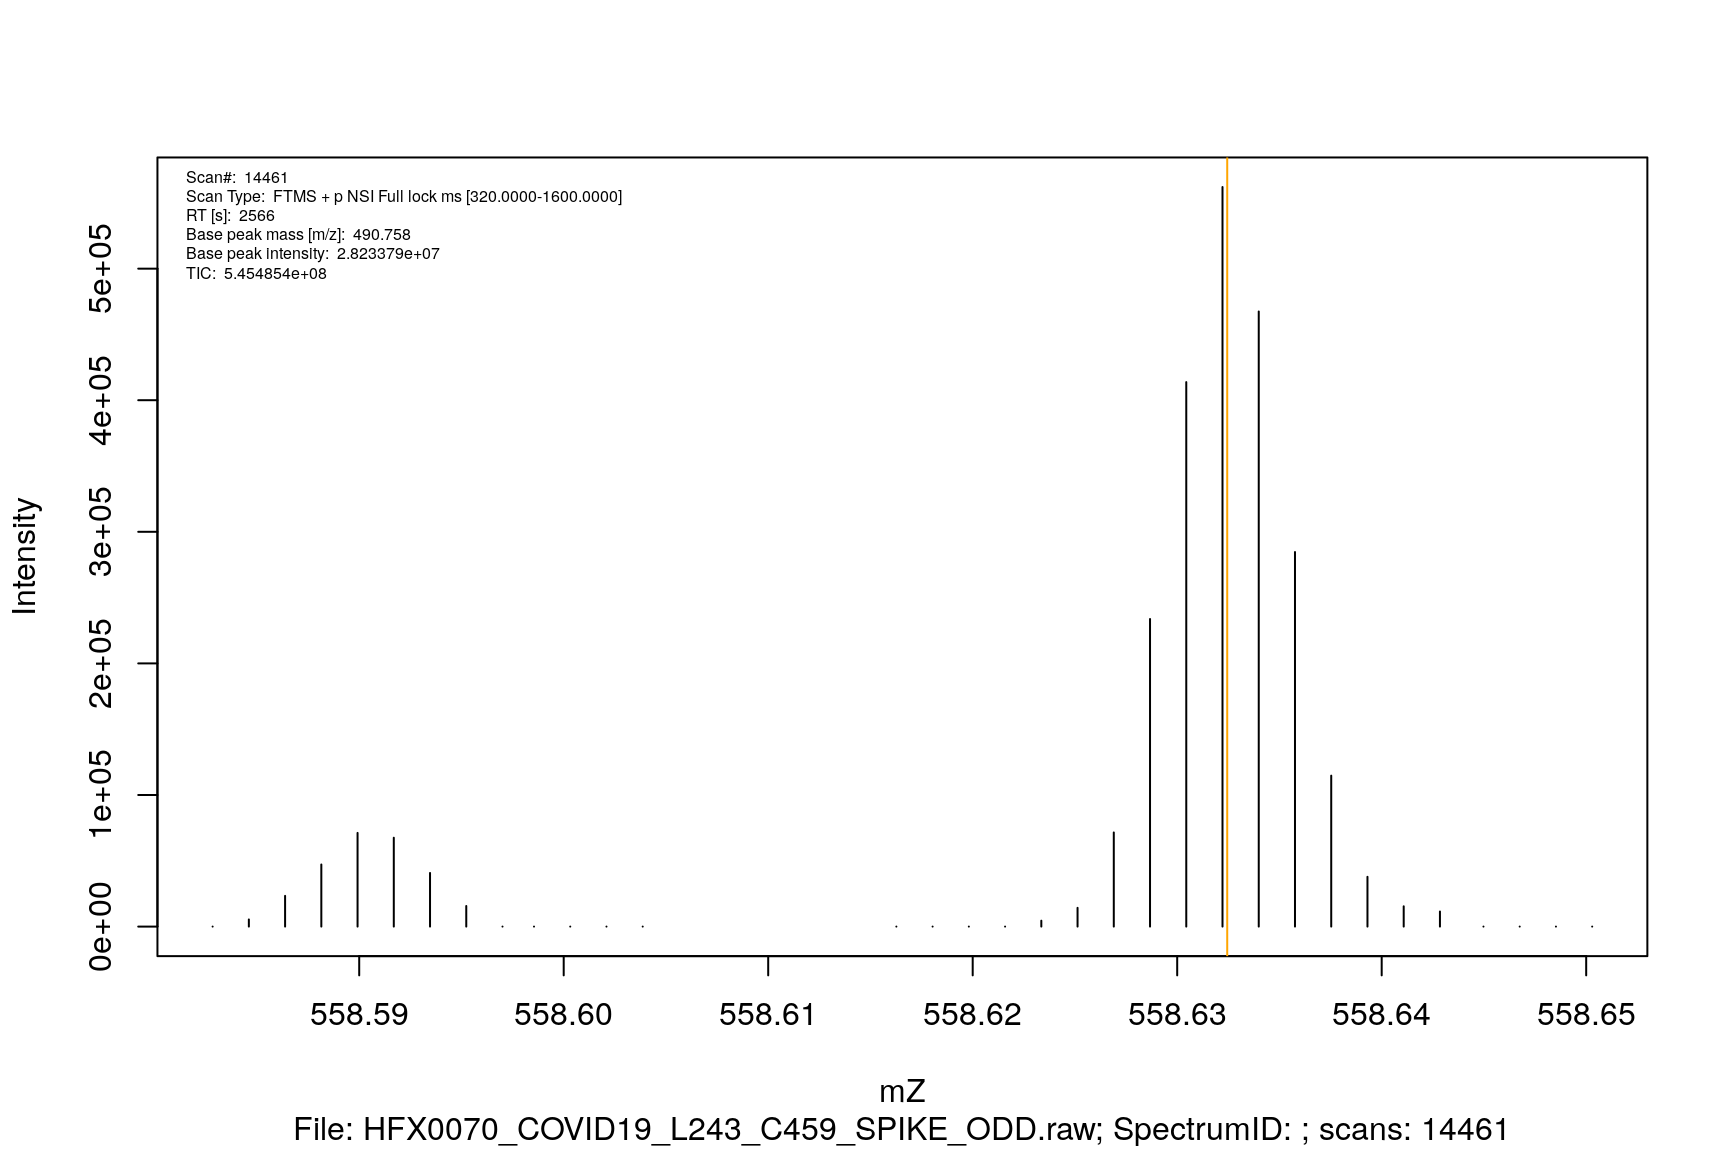 Scan#: 14461
Scan Type: FTMS + p NSI Full lock ms [320.0000-1600.0000]
RT [s]: 2566
Base peak mass [m/z]: 490.758
Base peak intensity: 2.823379e+07
TIC: 5.454854e+08
5e+05
4e+05
3e+05
2e+05
1e+05
0e+00
Intensity
558.59 558.60 558.61 558.62 558.63 558.64 558.65
mZ
File: HFX0070_COVID19_L243_C459_SPIKE_ODD.raw; SpectrumID: ; scans: 14461